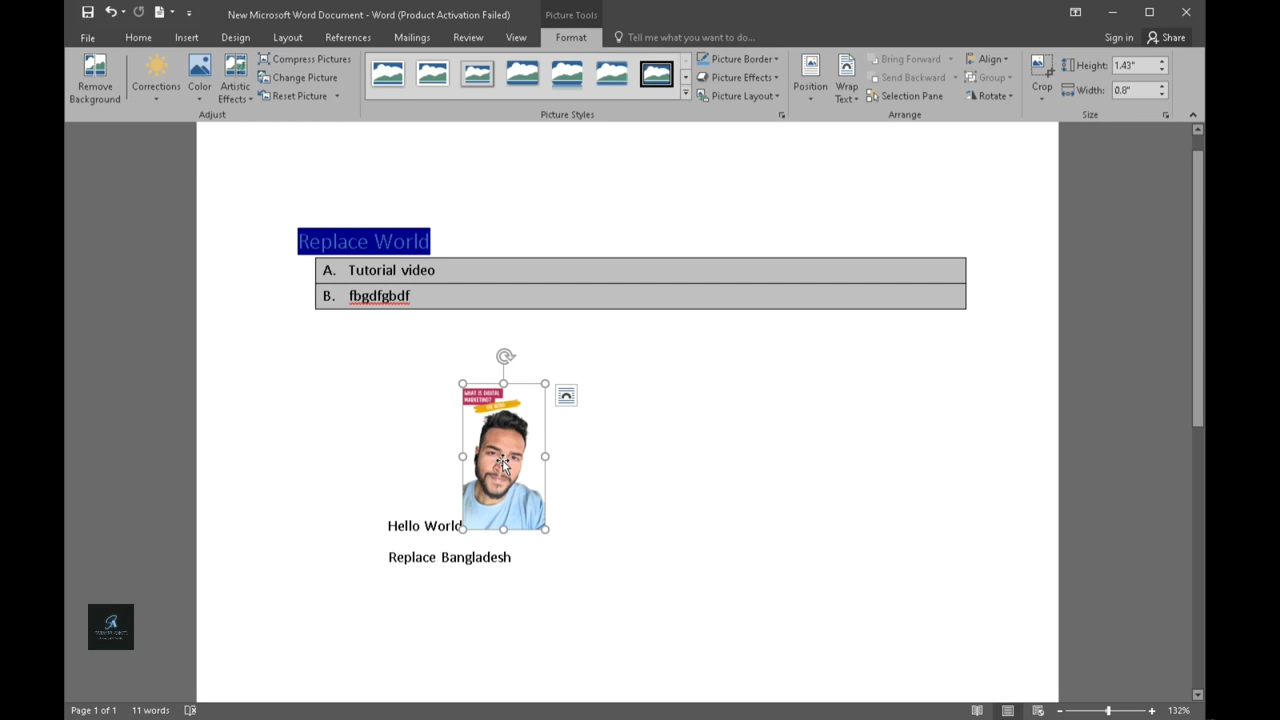 New Microsoft Word Document - Word (Product Activation Failed)
Picture Tools
File Home Insert Design Layout References Mailings Review View Format Tell me what you want to do... Sign in Share
Remove Background
Corrections
Color
Artistic Effects
Compress Pictures
Change Picture
Reset Picture
Picture Border
Picture Effects
Picture Layout
Position
Wrap Text
Bring Forward
Send Backward
Selection Pane
Align
Group
Rotate
Crop
Height: 1.43"
Width: 0.8"
Adjust Picture Styles Arrange Size
Replace World
A. Tutorial video
B. fbgdfgbdf
WHAT IS DIGITAL
MARKETING?
Hello World
Replace Bangladesh
Page 1 of 1 11 words 132%